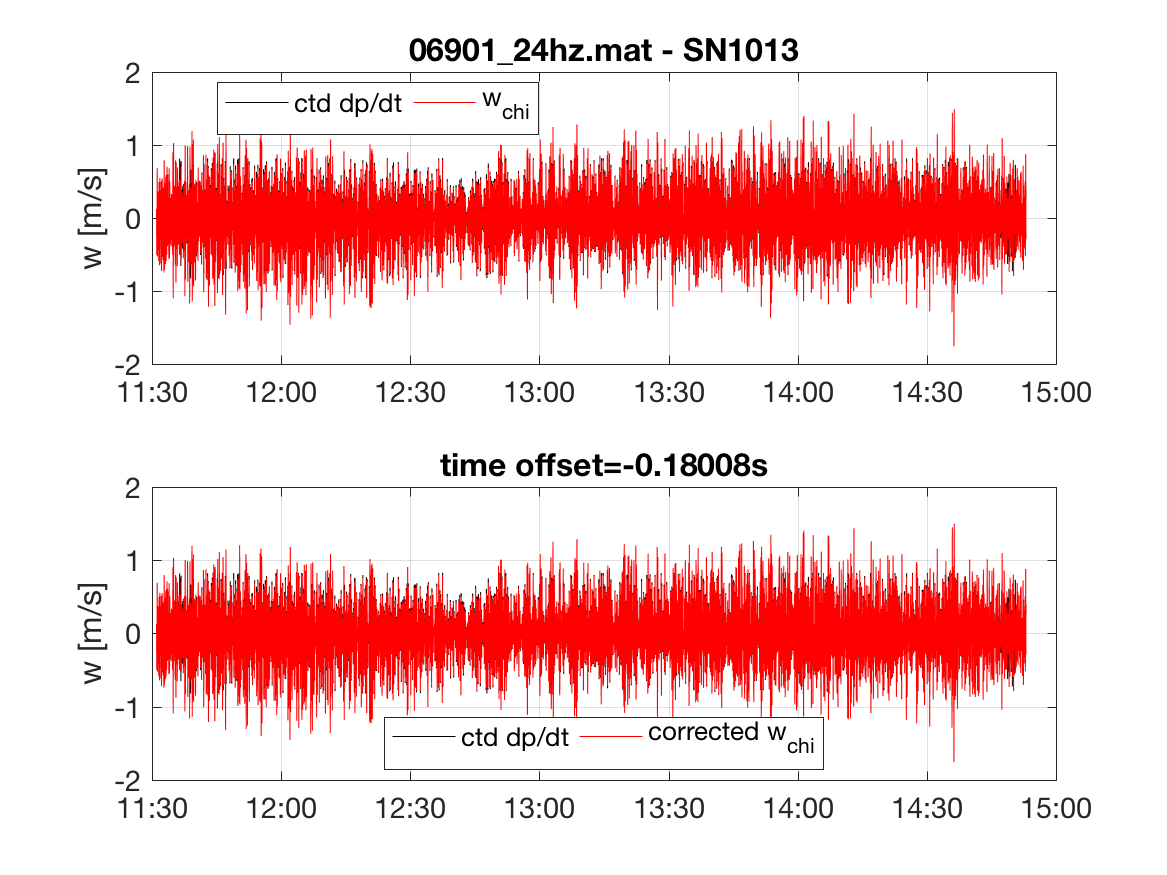 06901_24hz.mat - SN1013
ctd dp/dt w_chi
w [m/s]
2
1
0
-1
-2
11:30 12:00 12:30 13:00 13:30 14:00 14:30 15:00
time offset=-0.18008s
w [m/s]
2
1
0
-1
-2
ctd dp/dt corrected w_chi
11:30 12:00 12:30 13:00 13:30 14:00 14:30 15:00